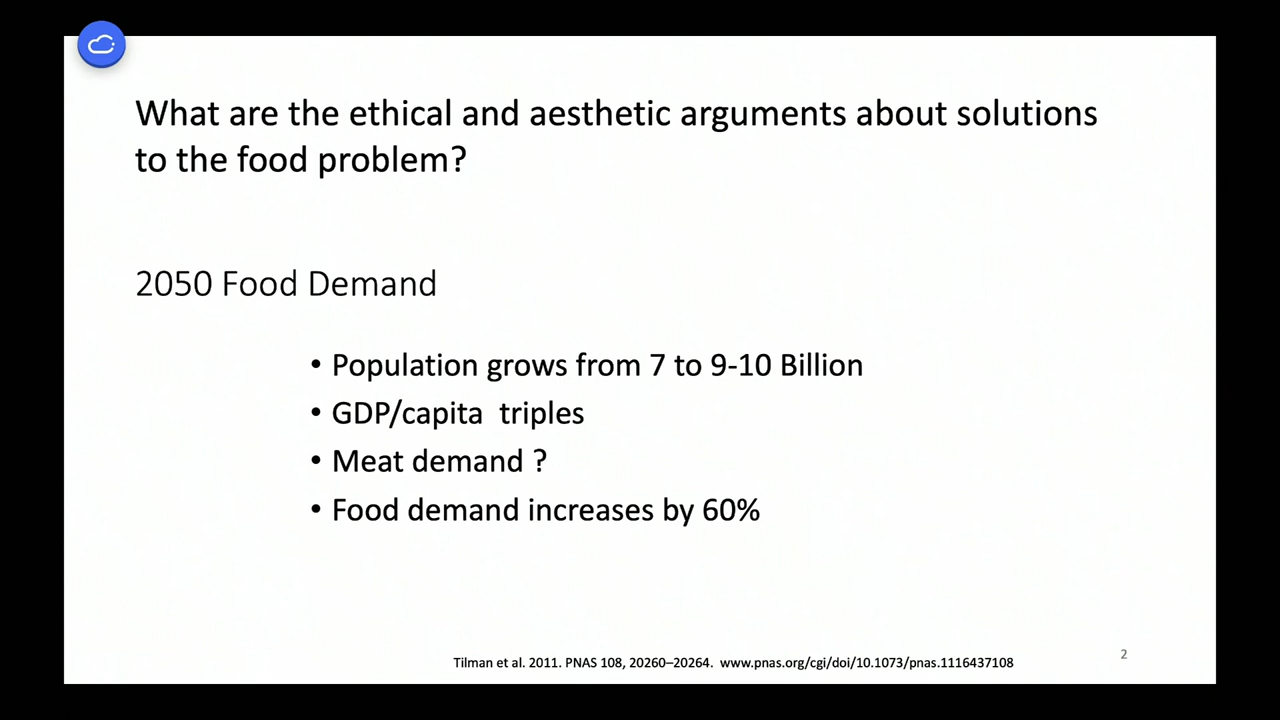 What are the ethical and aesthetic arguments about solutions
to the food problem?
2050 Food Demand
• Population grows from 7 to 9-10 Billion
• GDP/capita  triples
• Meat demand ?
• Food demand increases by 60%
Tilman et al. 2011. PNAS 108, 20260–20264.  www.pnas.org/cgi/doi/10.1073/pnas.1116437108
2